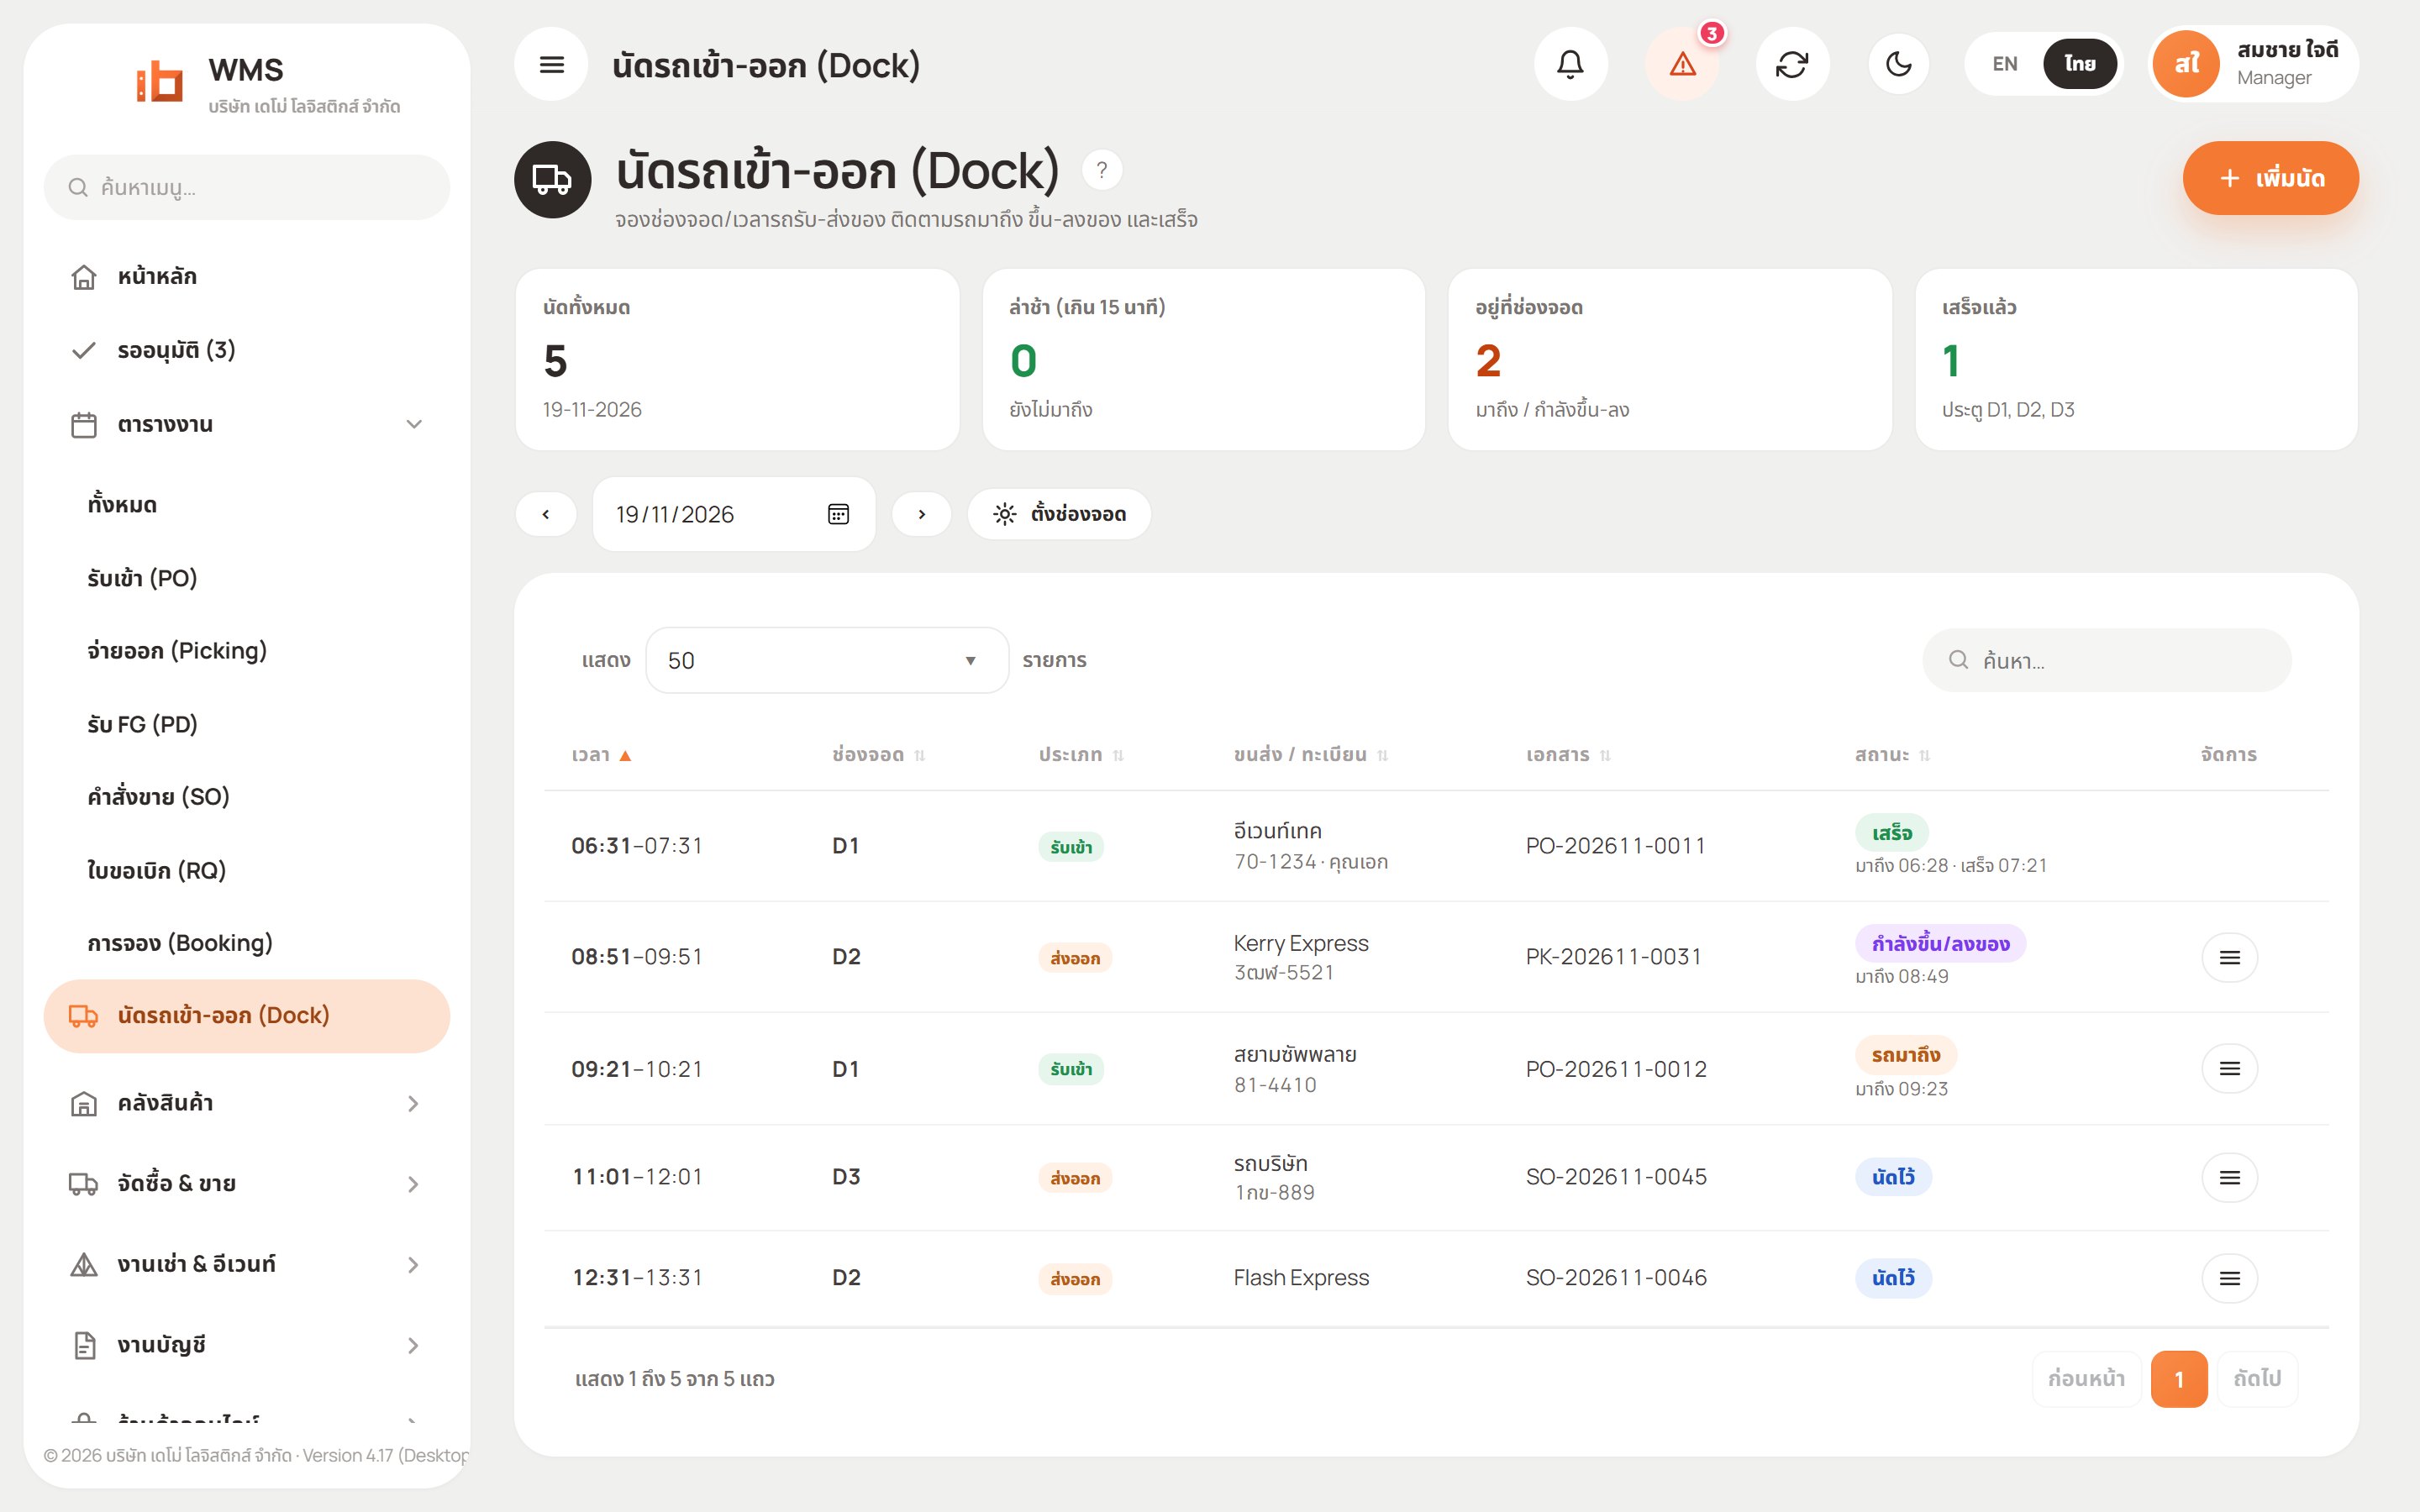 WMS
บริษัท เดโม่ โลจิสติกส์ จำกัด
ค้นหาเมนู...
หน้าหลัก
รออนุมัติ (3)
ตารางงาน
ทั้งหมด
รับเข้า (PO)
จ่ายออก (Picking)
รับ FG (PD)
คำสั่งขาย (SO)
ใบขอเบิก (RQ)
การจอง (Booking)
นัดรถเข้า-ออก (Dock)
คลังสินค้า
จัดซื้อ & ขาย
งานเช่า & อีเวนท์
งานบัญชี
© 2026 บริษัท เดโม่ โลจิสติกส์ จำกัด · Version 4.17 (Desktop
นัดรถเข้า-ออก (Dock)
3
EN ไทย
สใ
สมชาย ใจดี
Manager
นัดรถเข้า-ออก (Dock) ?
จองช่องจอด/เวลารถรับ-ส่งของ ติดตามรถมาถึง ขึ้น-ลงของ และเสร็จ
+ เพิ่มนัด
นัดทั้งหมด
5
19-11-2026
ล่าช้า (เกิน 15 นาที)
0
ยังไม่มาถึง
อยู่ที่ช่องจอด
2
มาถึง / กำลังขึ้น-ลง
เสร็จแล้ว
1
ประตู D1, D2, D3
‹ 19/11/2026 › ตั้งช่องจอด
แสดง 50 รายการ
ค้นหา...
เวลา ช่องจอด ประเภท ขนส่ง / ทะเบียน เอกสาร สถานะ จัดการ
06:31–07:31 D1 รับเข้า อีเวนท์เทค PO-202611-0011 เสร็จ
70-1234 · คุณเอก มาถึง 06:28 · เสร็จ 07:21
08:51–09:51 D2 ส่งออก Kerry Express PK-202611-0031 กำลังขึ้น/ลงของ
3ฒฬ-5521 มาถึง 08:49
09:21–10:21 D1 รับเข้า สยามซัพพลาย PO-202611-0012 รถมาถึง
81-4410 มาถึง 09:23
11:01–12:01 D3 ส่งออก รถบริษัท SO-202611-0045 นัดไว้
1กข-889
12:31–13:31 D2 ส่งออก Flash Express SO-202611-0046 นัดไว้
แสดง 1 ถึง 5 จาก 5 แถว
ก่อนหน้า 1 ถัดไป